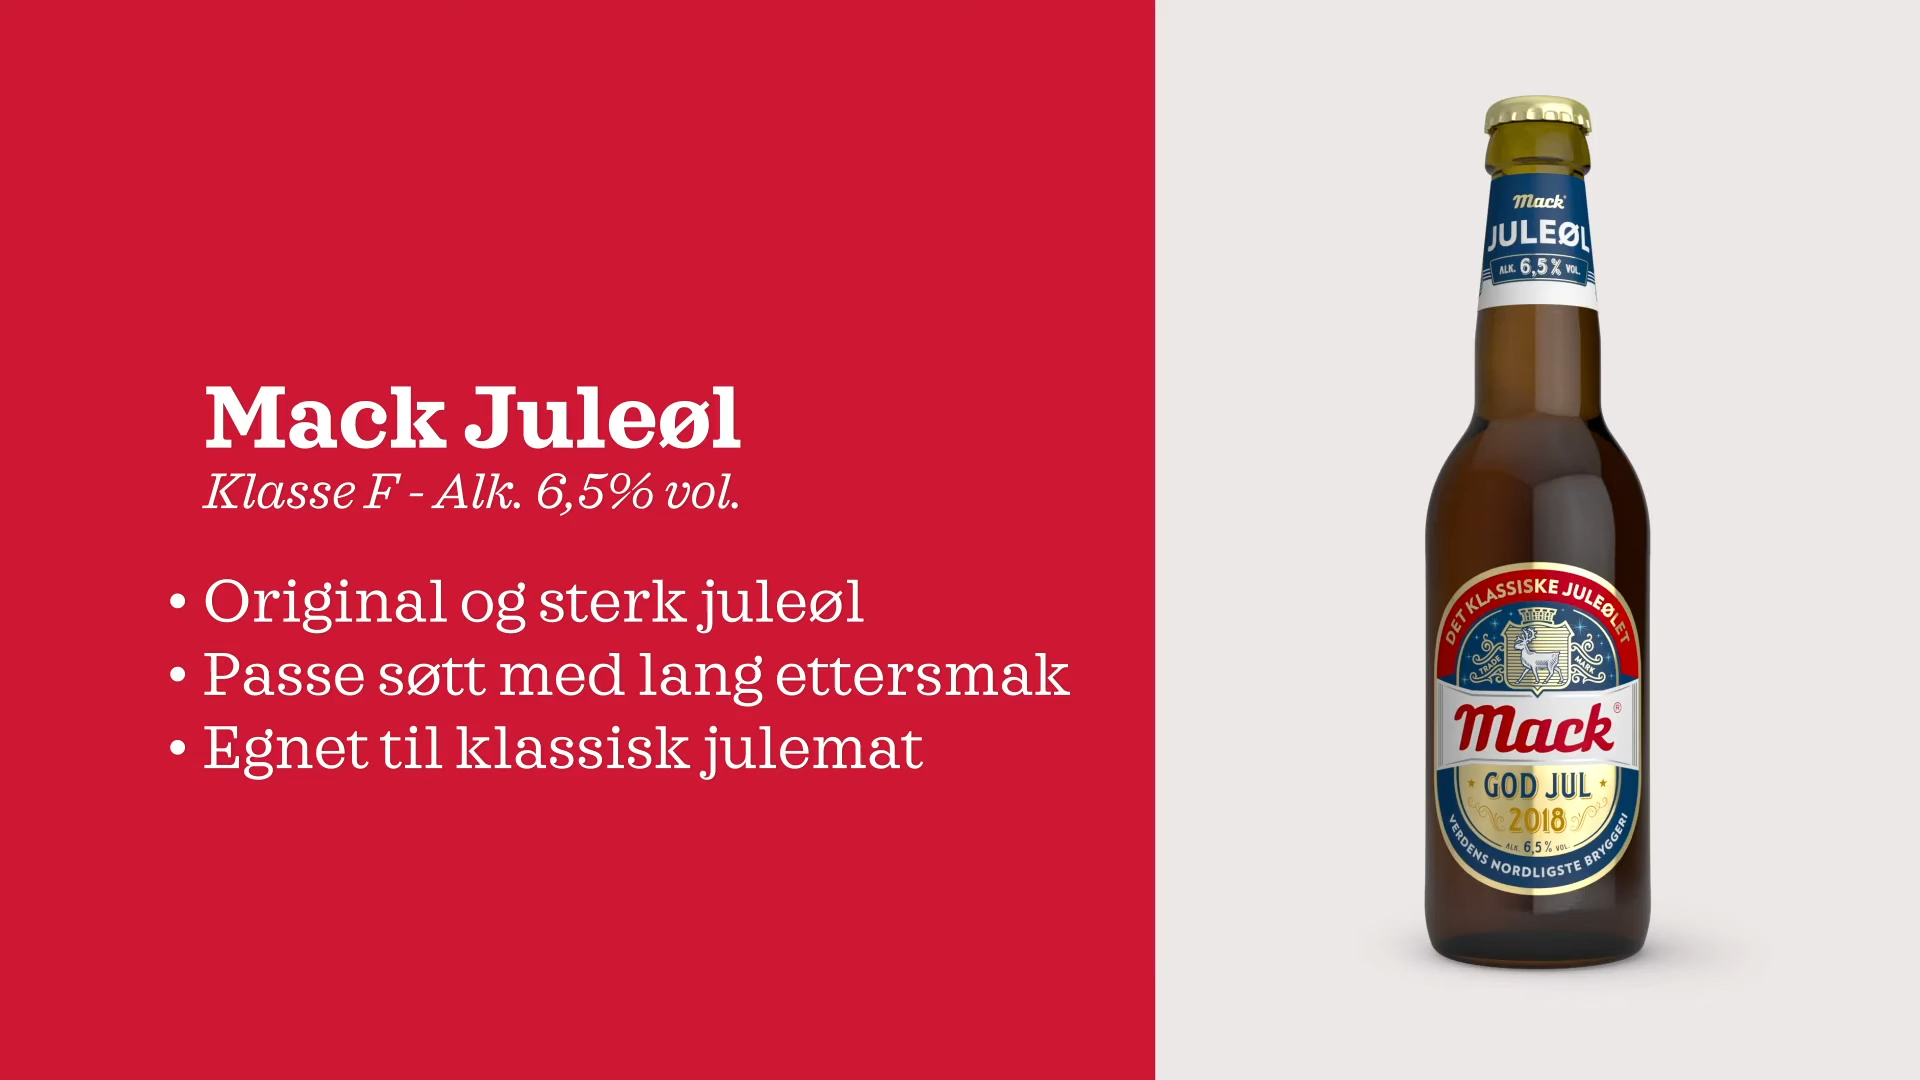 Mack Juleøl
Klasse F - Alk. 6,5% vol.
• Original og sterk juleøl
• Passe søtt med lang ettersmak
• Egnet til klassisk julemat
Mack
JULEØL
ALK. 6,5% VOL.
DET KLASSISKE JULEØLET
TRADE MARK
Mack®
GOD JUL
2018
ALK. 6,5% VOL.
VERDENS NORDLIGSTE BRYGGERI